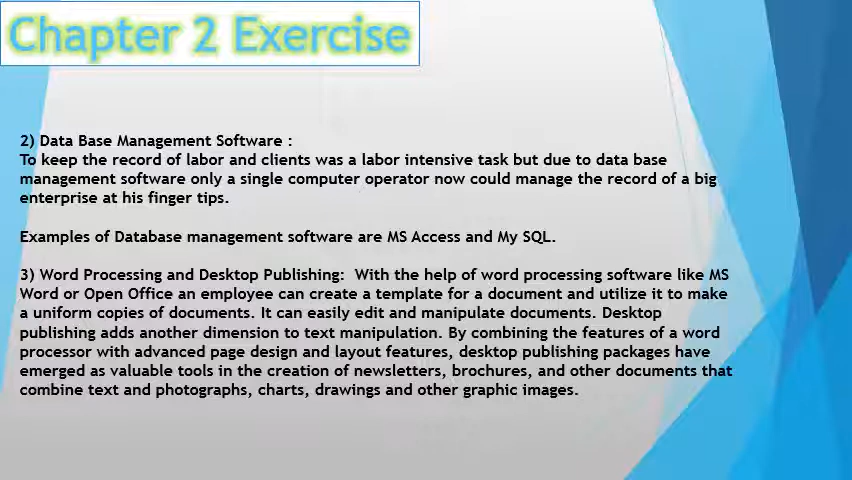 Chapter 2 Exercise
2) Data Base Management Software :
To keep the record of labor and clients was a labor intensive task but due to data base
management software only a single computer operator now could manage the record of a big
enterprise at his finger tips.
Examples of Database management software are MS Access and My SQL.
3) Word Processing and Desktop Publishing:  With the help of word processing software like MS
Word or Open Office an employee can create a template for a document and utilize it to make
a uniform copies of documents. It can easily edit and manipulate documents. Desktop
publishing adds another dimension to text manipulation. By combining the features of a word
processor with advanced page design and layout features, desktop publishing packages have
emerged as valuable tools in the creation of newsletters, brochures, and other documents that
combine text and photographs, charts, drawings and other graphic images.